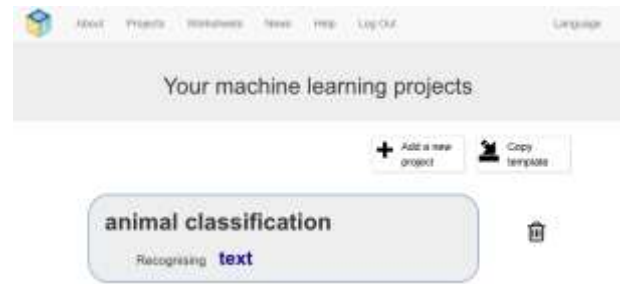 About Projects Worksheets News Help Log Out Language
Your machine learning projects
Add a new
project
Copy
template
animal classification
Recognising text